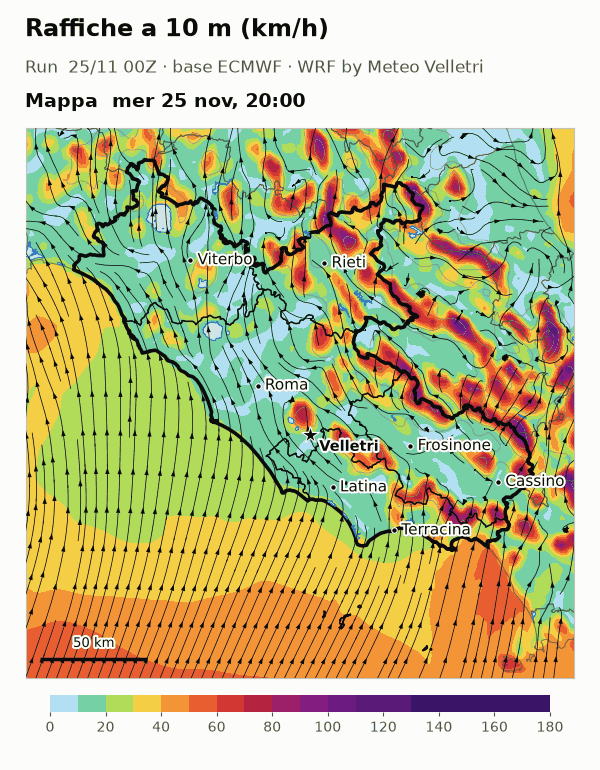 Raffiche a 10 m (km/h)
Run 25/11 00Z · base ECMWF · WRF by Meteo Velletri
Mappa mer 25 nov, 20:00
Viterbo
Rieti
Roma
Velletri
Frosinone
Cassino
Latina
Terracina
50 km
0 20 40 60 80 100 120 140 160 180